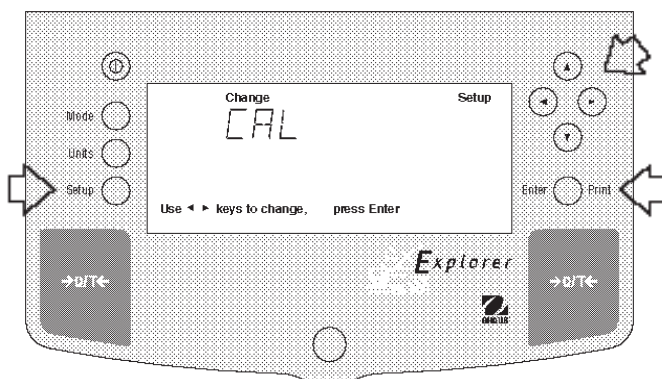 Change Setup
CAL
Mode
Units
Setup
Enter Print
Use ◄ ► keys to change, press Enter
→0/T←
→0/T←
Explorer
OHAUS